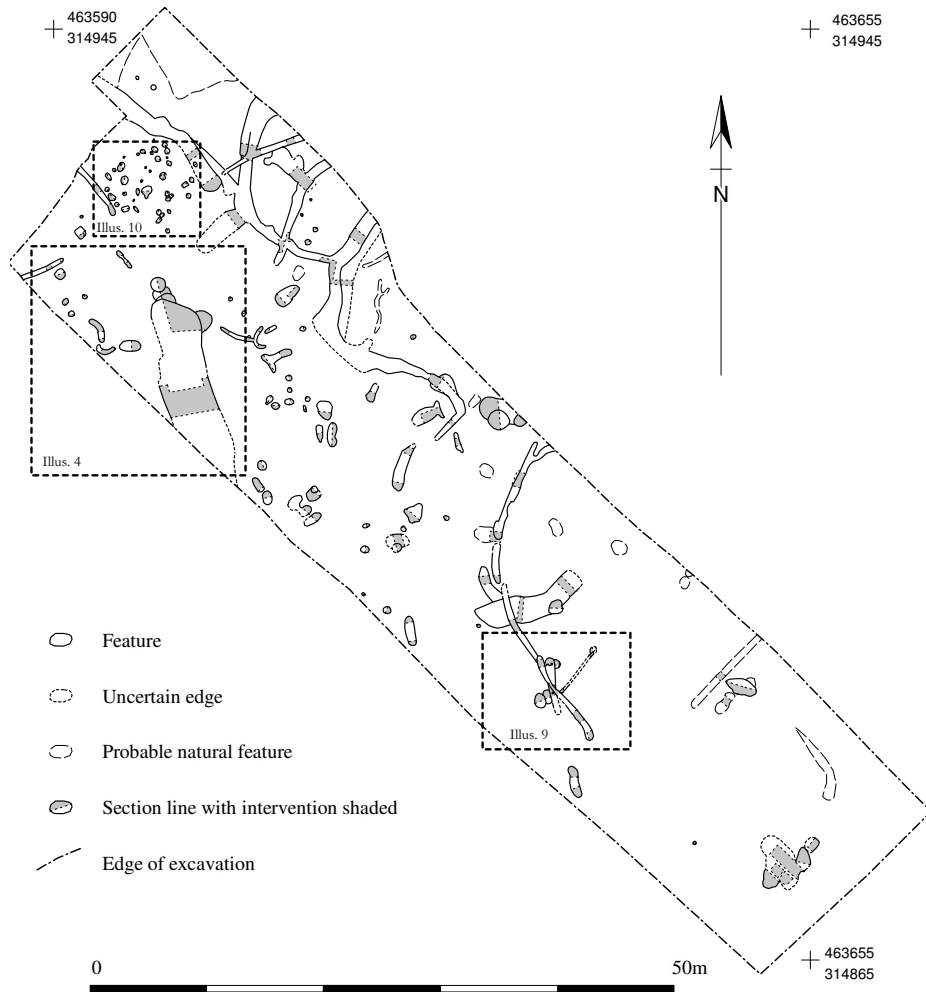 463590
314945
463655
314945
N
Illus. 10
Illus. 4
Feature
Uncertain edge
Illus. 9
Probable natural feature
Section line with intervention shaded
Edge of excavation
463655
314865
0
50m